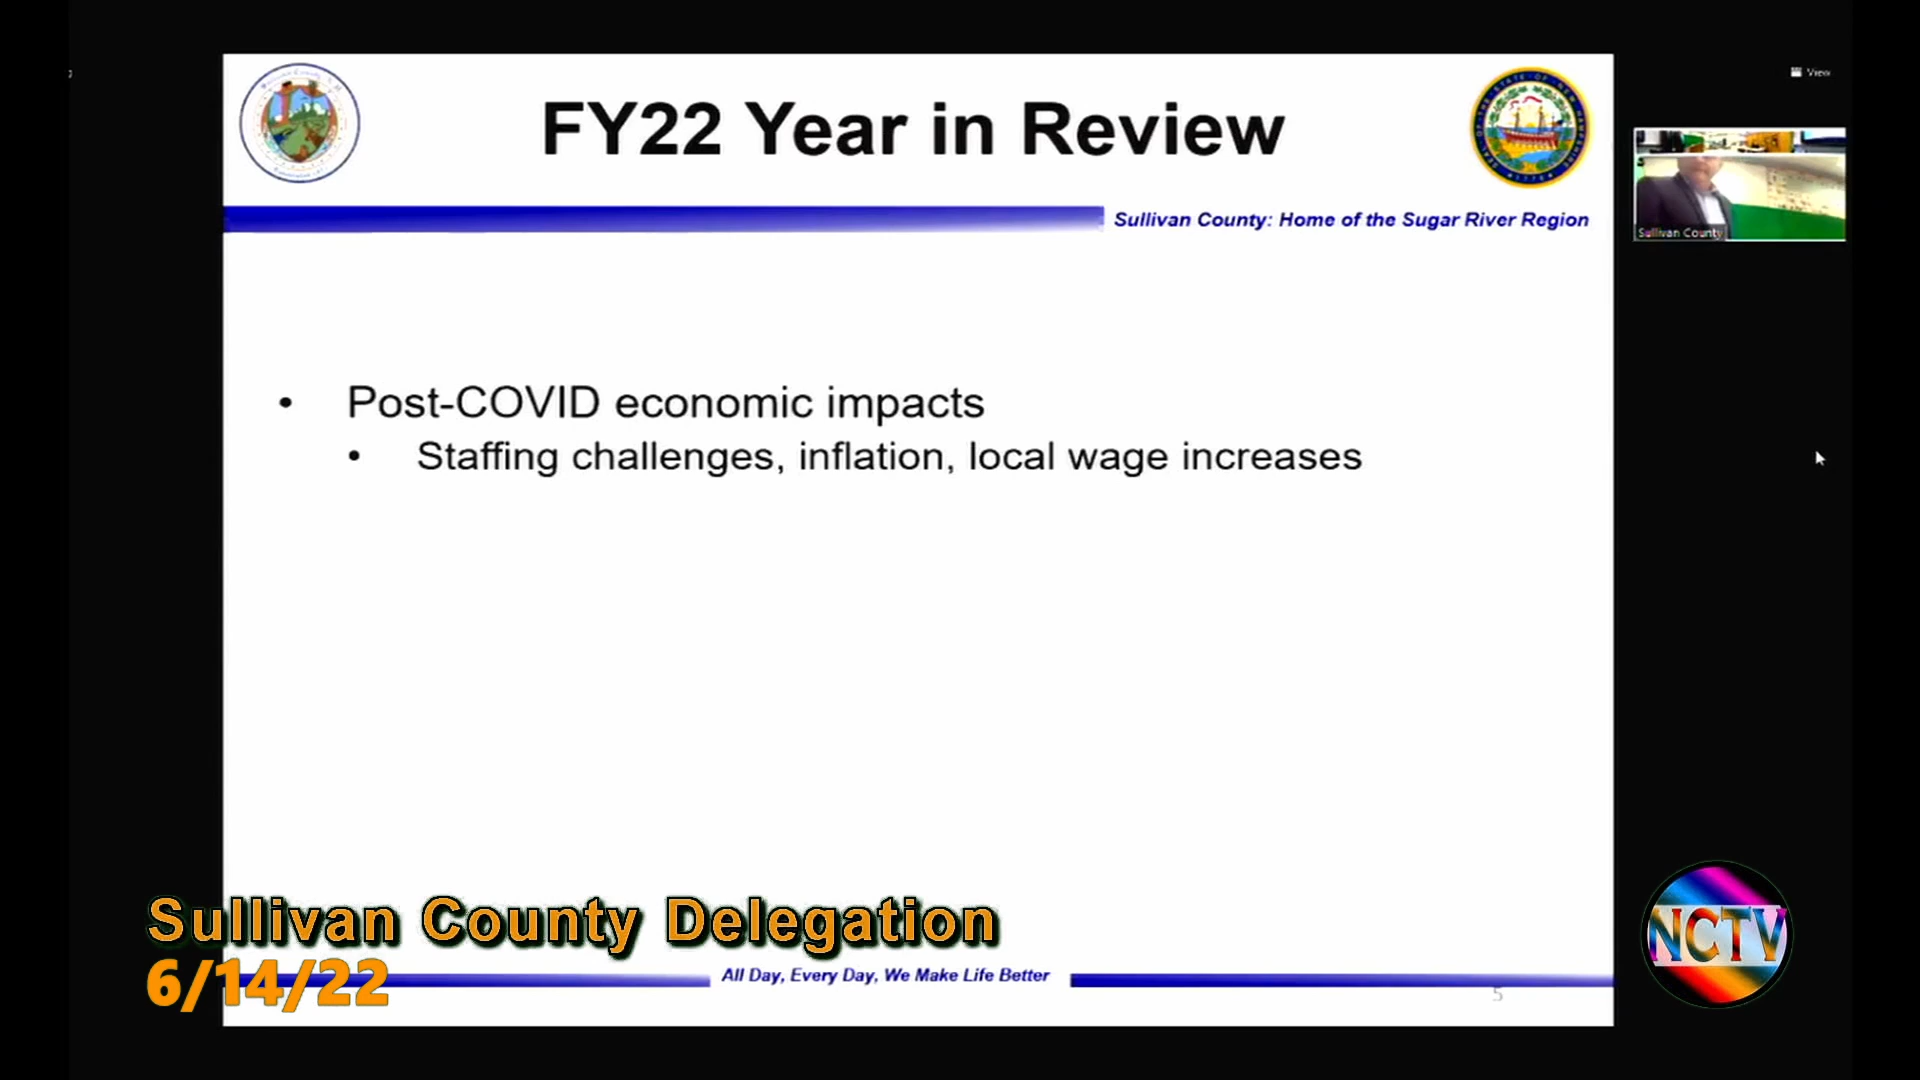 FY22 Year in Review
View
Sullivan County: Home of the Sugar River Region
Sullivan County
• Post-COVID economic impacts
• Staffing challenges, inflation, local wage increases
Sullivan County Delegation
6/14/22
All Day, Every Day, We Make Life Better
5
NCTV